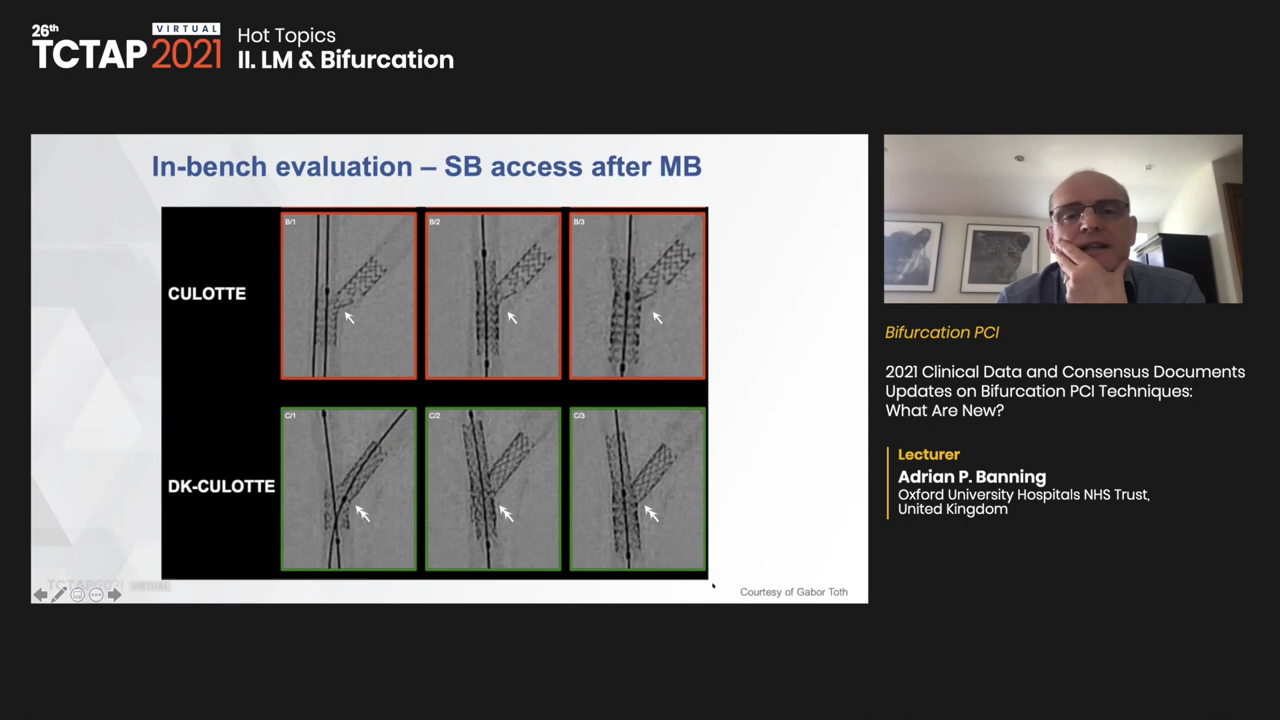 26th
VIRTUAL
TCTAP 2021
Hot Topics
II. LM & Bifurcation
In-bench evaluation – SB access after MB
CULOTTE
B/1
B/2
B/3
DK-CULOTTE
C/1
C/2
C/3
TCTAP2021 VIRTUAL
Courtesy of Gabor Toth
Bifurcation PCI
2021 Clinical Data and Consensus Documents
Updates on Bifurcation PCI Techniques:
What Are New?
Lecturer
Adrian P. Banning
Oxford University Hospitals NHS Trust,
United Kingdom